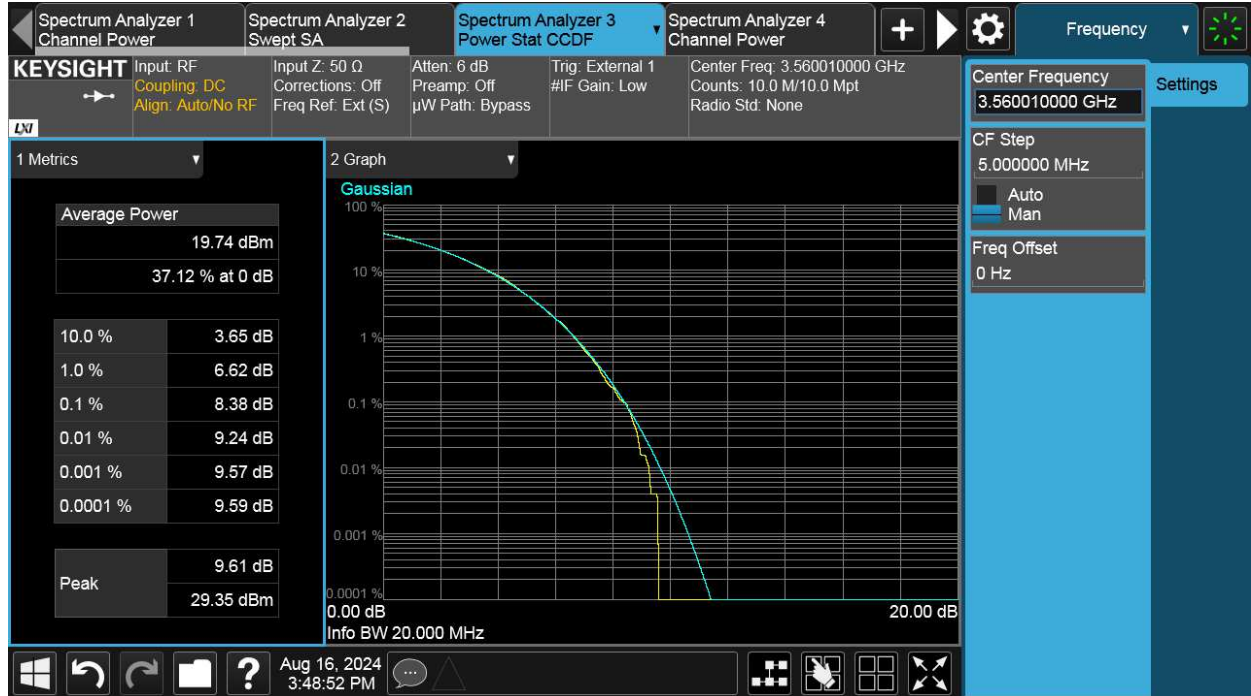 Spectrum Analyzer 1
Channel Power
Spectrum Analyzer 2
Swept SA
Spectrum Analyzer 3
Power Stat CCDF
Spectrum Analyzer 4
Channel Power
+
Frequency
KEYSIGHT
LXI
Input: RF
Coupling: DC
Align: Auto/No RF
Input Z: 50 Ω
Corrections: Off
Freq Ref: Ext (S)
Atten: 6 dB
Preamp: Off
µW Path: Bypass
Trig: External 1
#IF Gain: Low
Center Freq: 3.560010000 GHz
Counts: 10.0 M/10.0 Mpt
Radio Std: None
Center Frequency
3.560010000 GHz
Settings
CF Step
5.000000 MHz
Auto
Man
Freq Offset
0 Hz
1 Metrics
Average Power
19.74 dBm
37.12 % at 0 dB
10.0 % 3.65 dB
1.0 % 6.62 dB
0.1 % 8.38 dB
0.01 % 9.24 dB
0.001 % 9.57 dB
0.0001 % 9.59 dB
Peak
9.61 dB
29.35 dBm
2 Graph
Gaussian
100 %
10 %
1 %
0.1 %
0.01 %
0.001 %
0.0001 %
0.00 dB 20.00 dB
Info BW 20.000 MHz
?
Aug 16, 2024
3:48:52 PM